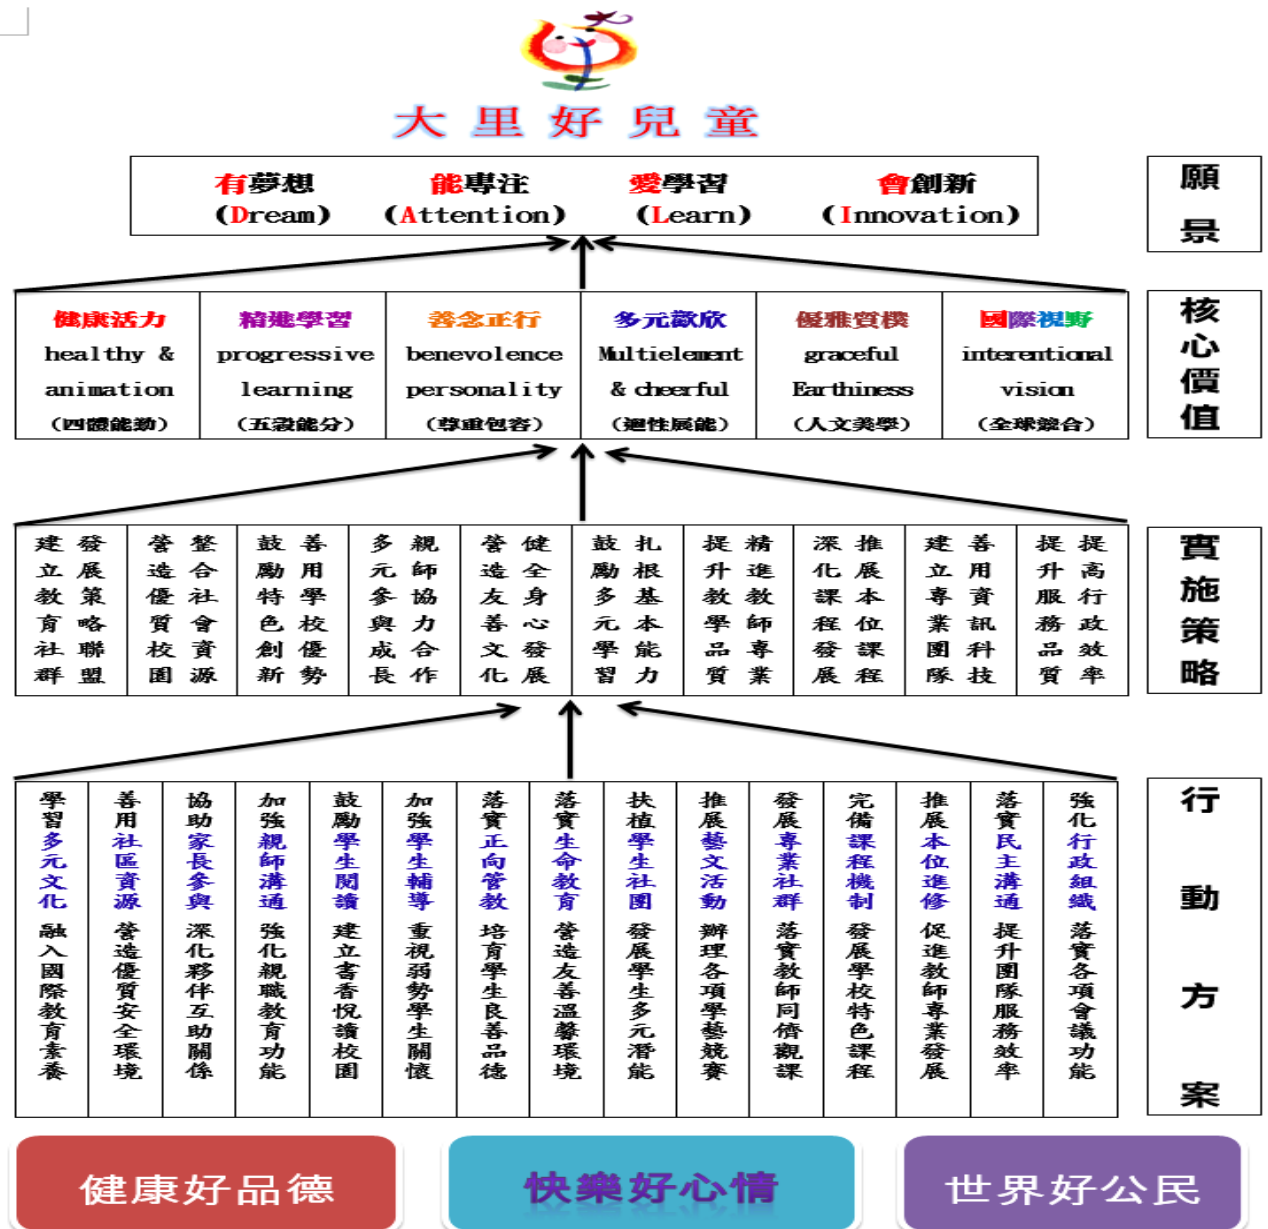 大里好兒童
願景
有夢想 能專注 愛學習 會創新
(Dream) (Attention) (Learn) (Innovation)
核心價值
健康活力
healthy &
animation
(四體能勤)
精進學習
progressive
learning
(五穀能分)
善念正行
benevolence
personality
(尊重包容)
多元歡欣
Multielement
& cheerful
(適性展能)
優雅質樸
graceful
Earthiness
(人文美學)
國際視野
interentional
vision
(全球競合)
實施策略
提高行政效率
提升服務品質
善用資訊科技
建立專業團隊
推展本位課程
深化課程發展
精進教師專業
提升教學品質
扎根基本能力
鼓勵多元學習
健全身心發展
營造友善文化
親師協力合作
多元參與成長
善用學校優勢
鼓勵特色創新
整合社會資源
營造優質校園
發展策略聯盟
建立教育社群
行動方案
強化行政組織 落實各項會議功能
落實民主溝通 提升團隊服務效率
推展本位進修 促進教師專業發展
完備課程機制 發展學校特色課程
發展專業社群 落實教師同儕觀課
推展藝文活動 辦理各項學藝競賽
扶植學生社團 發展學生多元潛能
落實生命教育 營造友善溫馨環境
落實正向管教 培育學生良善品德
加強學生輔導 重視弱勢學生關懷
鼓勵學生閱讀 建立書香悅讀校園
加強親師溝通 強化親職教育功能
協助家長參與 深化夥伴互助關係
善用社區資源 營造優質安全環境
學習多元文化 融入國際教育素養
健康好品德
快樂好心情
世界好公民